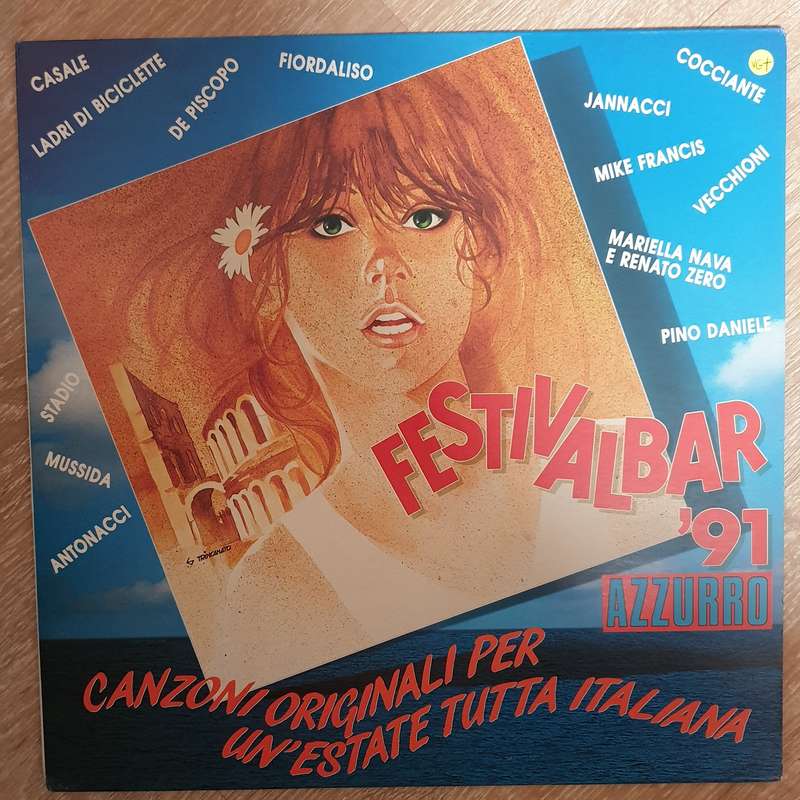 CASALE
LADRI DI BICICLETTE
DE PISCOPO
FIORDALISO
COCCIANTE
VG+
JANNACCI
MIKE FRANCIS
VECCHIONI
MARIELLA NAVA
E RENATO ZERO
PINO DANIELE
STADIO
MUSSIDA
ANTONACCI
FESTIVALBAR
'91
AZZURRO
CANZONI ORIGINALI PER
UN'ESTATE TUTTA ITALIANA